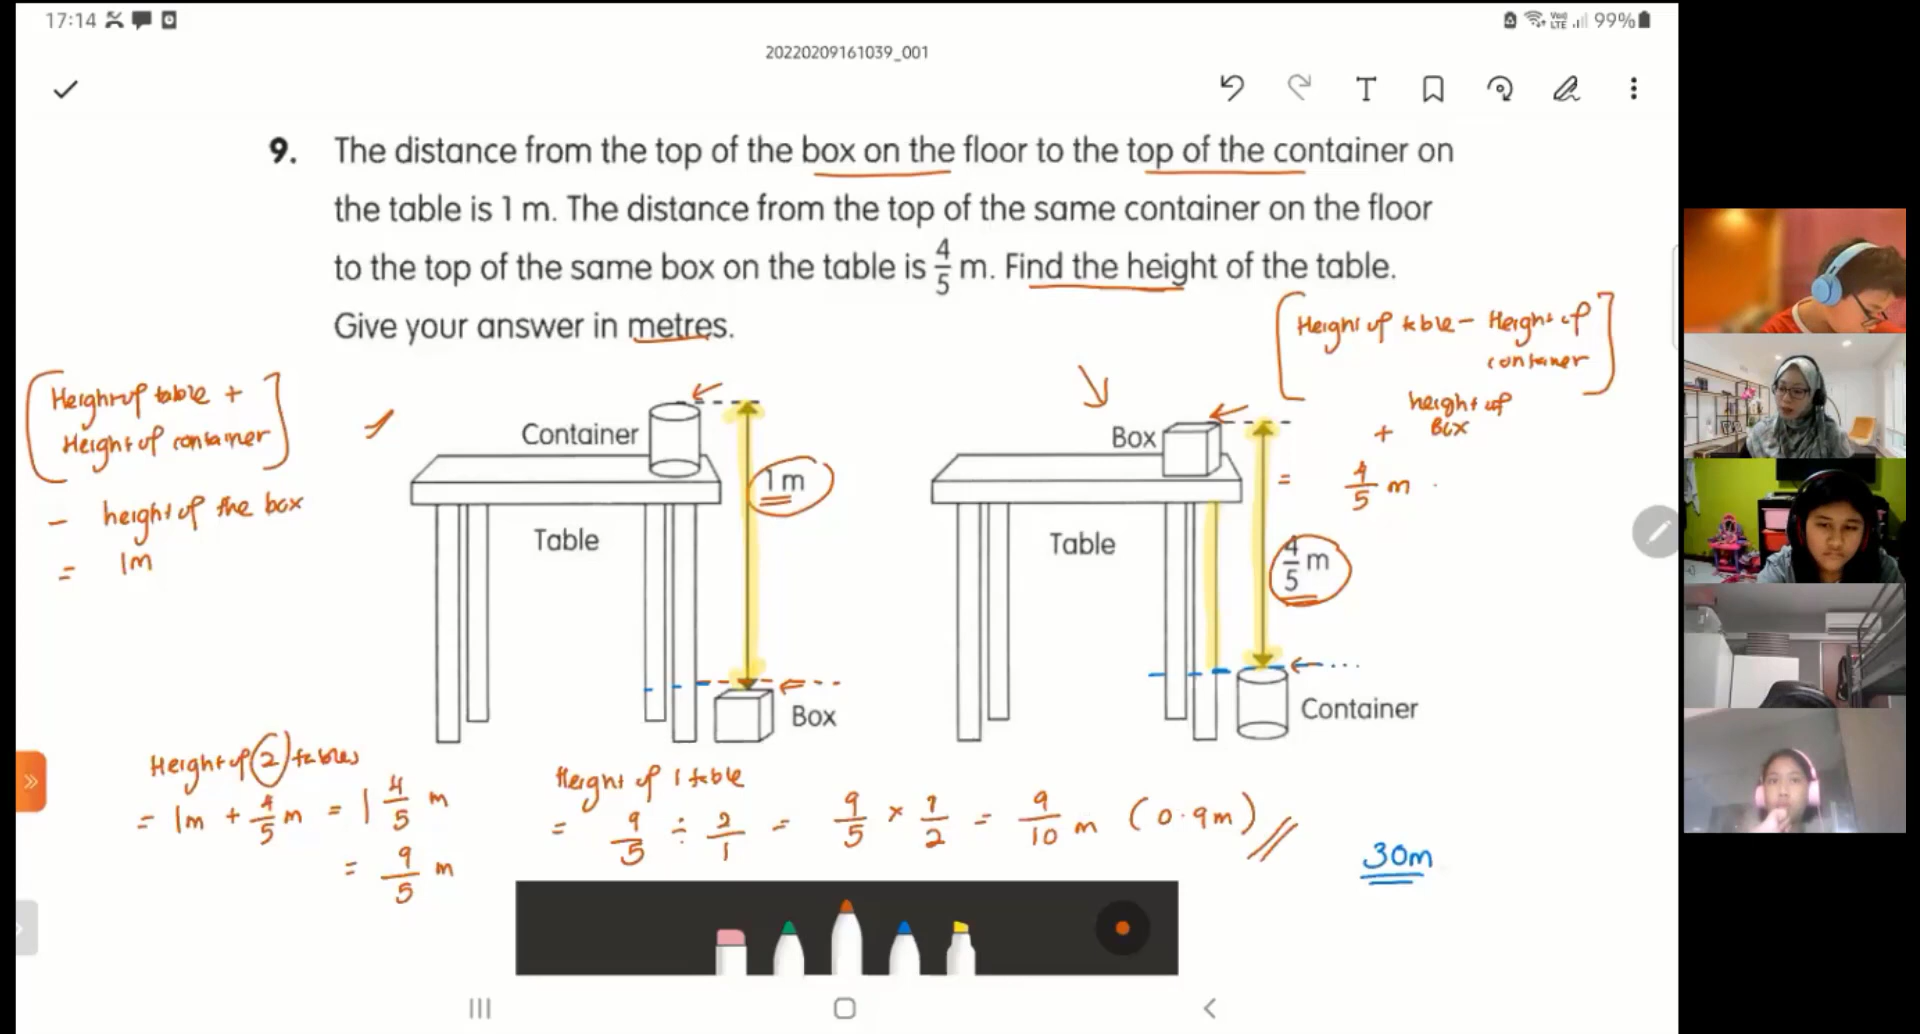 17:14
VoD LTE 99%
20220209161039_001
T
9. The distance from the top of the box on the floor to the top of the container on
the table is 1 m. The distance from the top of the same container on the floor
to the top of the same box on the table is 4/5 m. Find the height of the table.
Give your answer in metres.
[Height of table - Height of
container]
+ height of
Box
= 4/5 m
[Height of table +
Height of container]
- height of the box
= 1m
Container
1 m
Table
Box
Box
Table
4/5 m
Container
Height of 2 tables
= 1m + 4/5 m = 1 4/5 m
= 9/5 m
Height of 1 table
= 9/5 ÷ 2/1 = 9/5 × 1/2 = 9/10 m (0.9m)
30m